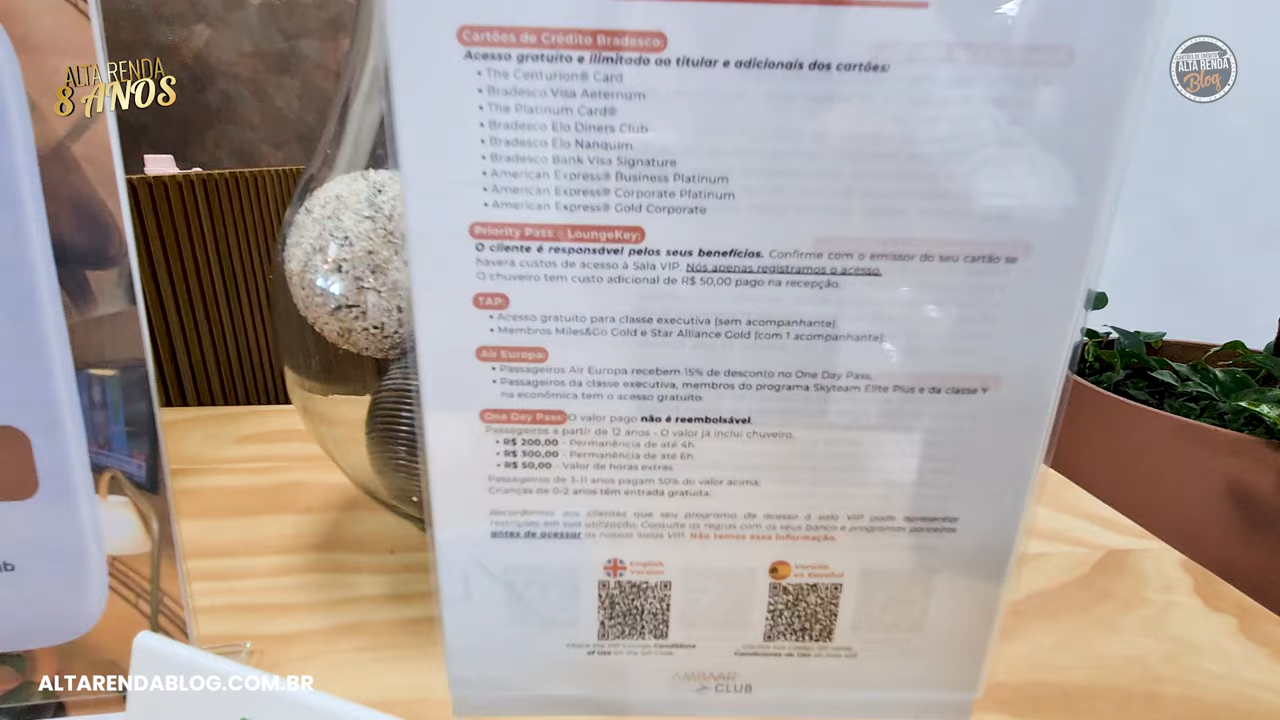 ALTA RENDA
8 ANOS
CARTÕES DE CRÉDITO
ALTA RENDA
Blog
Cartões de Crédito Bradesco:
Acesso gratuito e ilimitado ao titular e adicionais dos cartões:
• The Centurion® Card
• Bradesco Visa Aeternum
• The Platinum Card®
• Bradesco Elo Diners Club
• Bradesco Elo Nanquim
• Bradesco Bank Visa Signature
• American Express® Business Platinum
• American Express® Corporate Platinum
• American Express® Gold Corporate
Priority Pass e LoungeKey:
O cliente é responsável pelos seus benefícios. Confirme com o emissor do seu cartão se
haverá custos de acesso à Sala VIP. Nós apenas registramos o acesso.
O chuveiro tem custo adicional de R$ 50,00 pago na recepção.
TAP:
• Acesso gratuito para classe executiva (sem acompanhante)
• Membros Miles&Go Gold e Star Alliance Gold (com 1 acompanhante)
Air Europa:
• Passageiros Air Europa recebem 15% de desconto no One Day Pass.
• Passageiros da classe executiva, membros do programa Skyteam Elite Plus e da classe Y
na econômica tem o acesso gratuito.
One Day Pass: O valor pago não é reembolsável.
Passageiros a partir de 12 anos - O valor já inclui chuveiro.
• R$ 200,00 - Permanência de até 4h
• R$ 300,00 - Permanência de até 6h
• R$ 50,00 - Valor de horas extras
Passageiros de 3-11 anos pagam 50% do valor acima.
Crianças de 0-2 anos têm entrada gratuita.
Recordamos aos clientes que seu programa de acesso a sala VIP pode apresentar
restrições em sua utilização. Consulte as regras com os seus banco e programas parceiros
antes de acessar as nossas Salas VIP. Não temos essa informação.
English
Version
Versión
en Español
of Use
Condiciones de Uso
AMBAAR
CLUB
ALTARENDABLOG.COM.BR